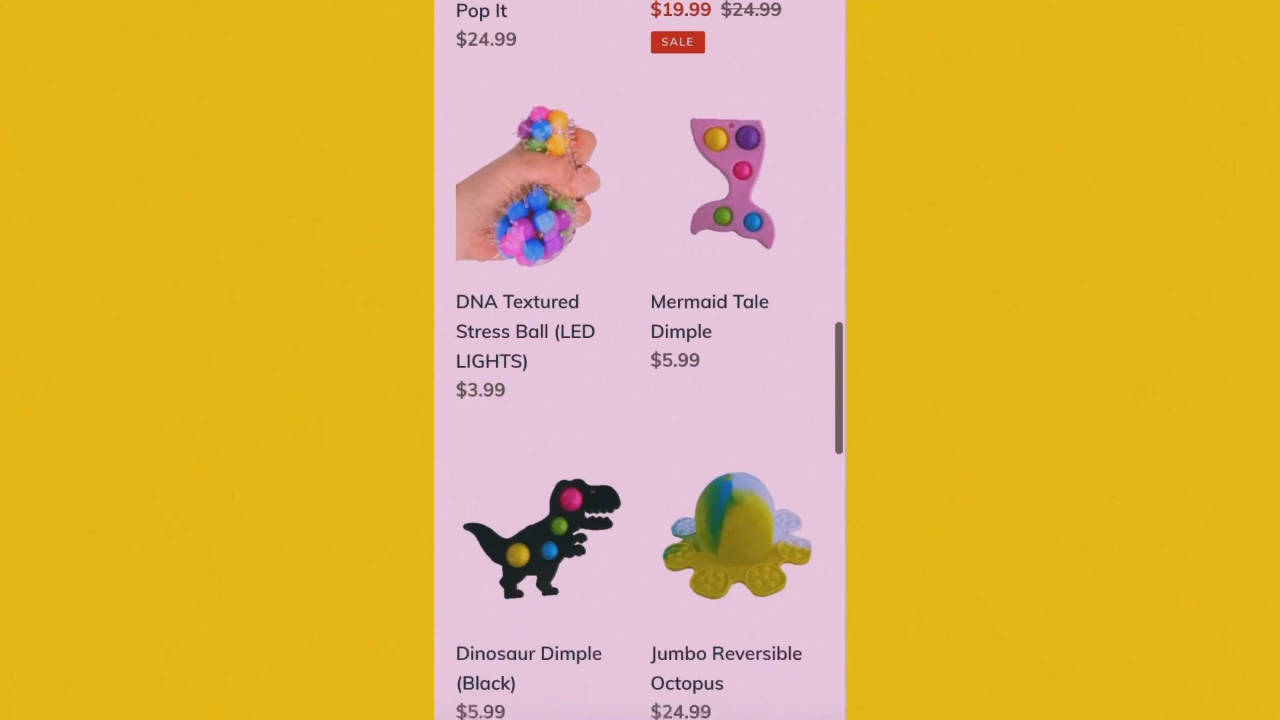 Pop It
$24.99
$19.99 $24.99
SALE
DNA Textured
Stress Ball (LED
LIGHTS)
$3.99
Mermaid Tale
Dimple
$5.99
Dinosaur Dimple
(Black)
$5.99
Jumbo Reversible
Octopus
$24.99